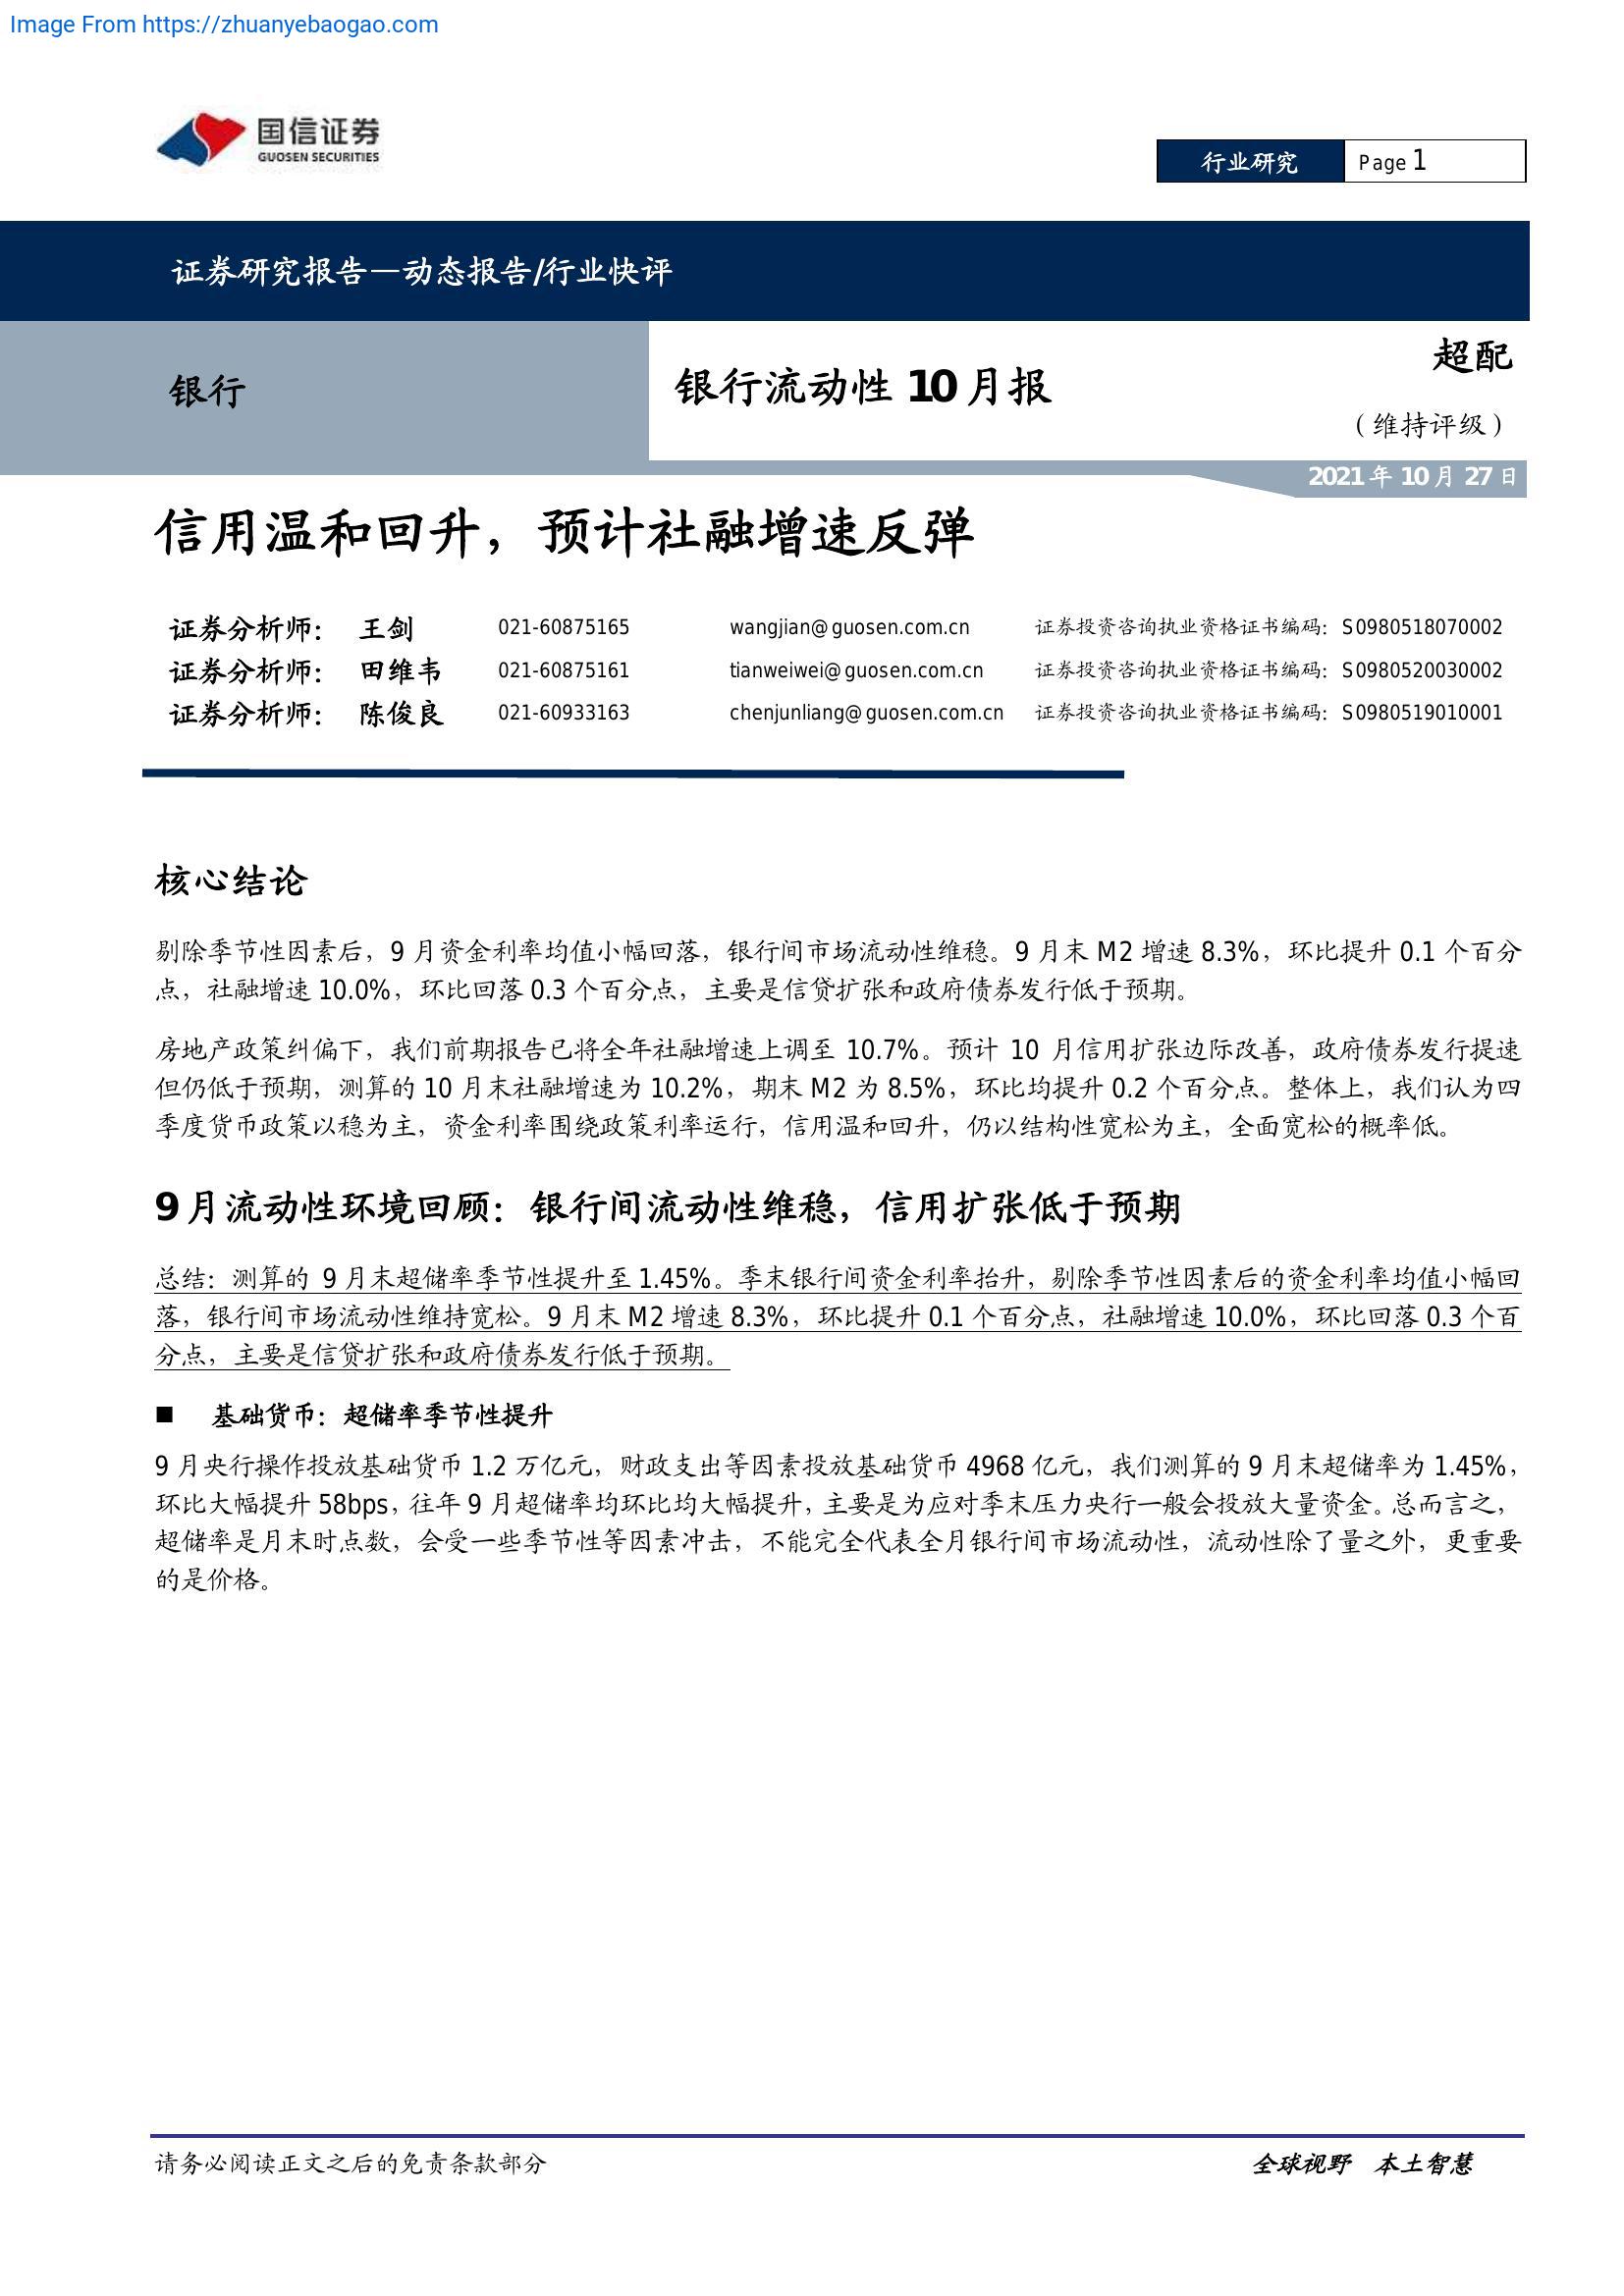 Image From https://zhuanyebaogao.com
国信证券
GUOSEN SECURITIES
行业研究 Page 1
证券研究报告—动态报告/行业快评
银行
银行流动性 10 月报
超配
（维持评级）
2021 年 10 月 27 日
信用温和回升，预计社融增速反弹
证券分析师： 王剑 021-60875165 wangjian@guosen.com.cn 证券投资咨询执业资格证书编码：S0980518070002
证券分析师： 田维韦 021-60875161 tianweiwei@guosen.com.cn 证券投资咨询执业资格证书编码：S0980520030002
证券分析师： 陈俊良 021-60933163 chenjunliang@guosen.com.cn 证券投资咨询执业资格证书编码：S0980519010001
核心结论
剔除季节性因素后，9 月资金利率均值小幅回落，银行间市场流动性维稳。9 月末 M2 增速 8.3%，环比提升 0.1 个百分
点，社融增速 10.0%，环比回落 0.3 个百分点，主要是信贷扩张和政府债券发行低于预期。
房地产政策纠偏下，我们前期报告已将全年社融增速上调至 10.7%。预计 10 月信用扩张边际改善，政府债券发行提速
但仍低于预期，测算的 10 月末社融增速为 10.2%，期末 M2 为 8.5%，环比均提升 0.2 个百分点。整体上，我们认为四
季度货币政策以稳为主，资金利率围绕政策利率运行，信用温和回升，仍以结构性宽松为主，全面宽松的概率低。
9 月流动性环境回顾：银行间流动性维稳，信用扩张低于预期
总结：测算的 9 月末超储率季节性提升至 1.45%。季末银行间资金利率抬升，剔除季节性因素后的资金利率均值小幅回
落，银行间市场流动性维持宽松。9 月末 M2 增速 8.3%，环比提升 0.1 个百分点，社融增速 10.0%，环比回落 0.3 个百
分点，主要是信贷扩张和政府债券发行低于预期。
■ 基础货币：超储率季节性提升
9 月央行操作投放基础货币 1.2 万亿元，财政支出等因素投放基础货币 4968 亿元，我们测算的 9 月末超储率为 1.45%，
环比大幅提升 58bps，往年 9 月超储率均环比均大幅提升，主要是为应对季末压力央行一般会投放大量资金。总而言之，
超储率是月末时点数，会受一些季节性等因素冲击，不能完全代表全月银行间市场流动性，流动性除了量之外，更重要
的是价格。
请务必阅读正文之后的免责条款部分 全球视野 本土智慧